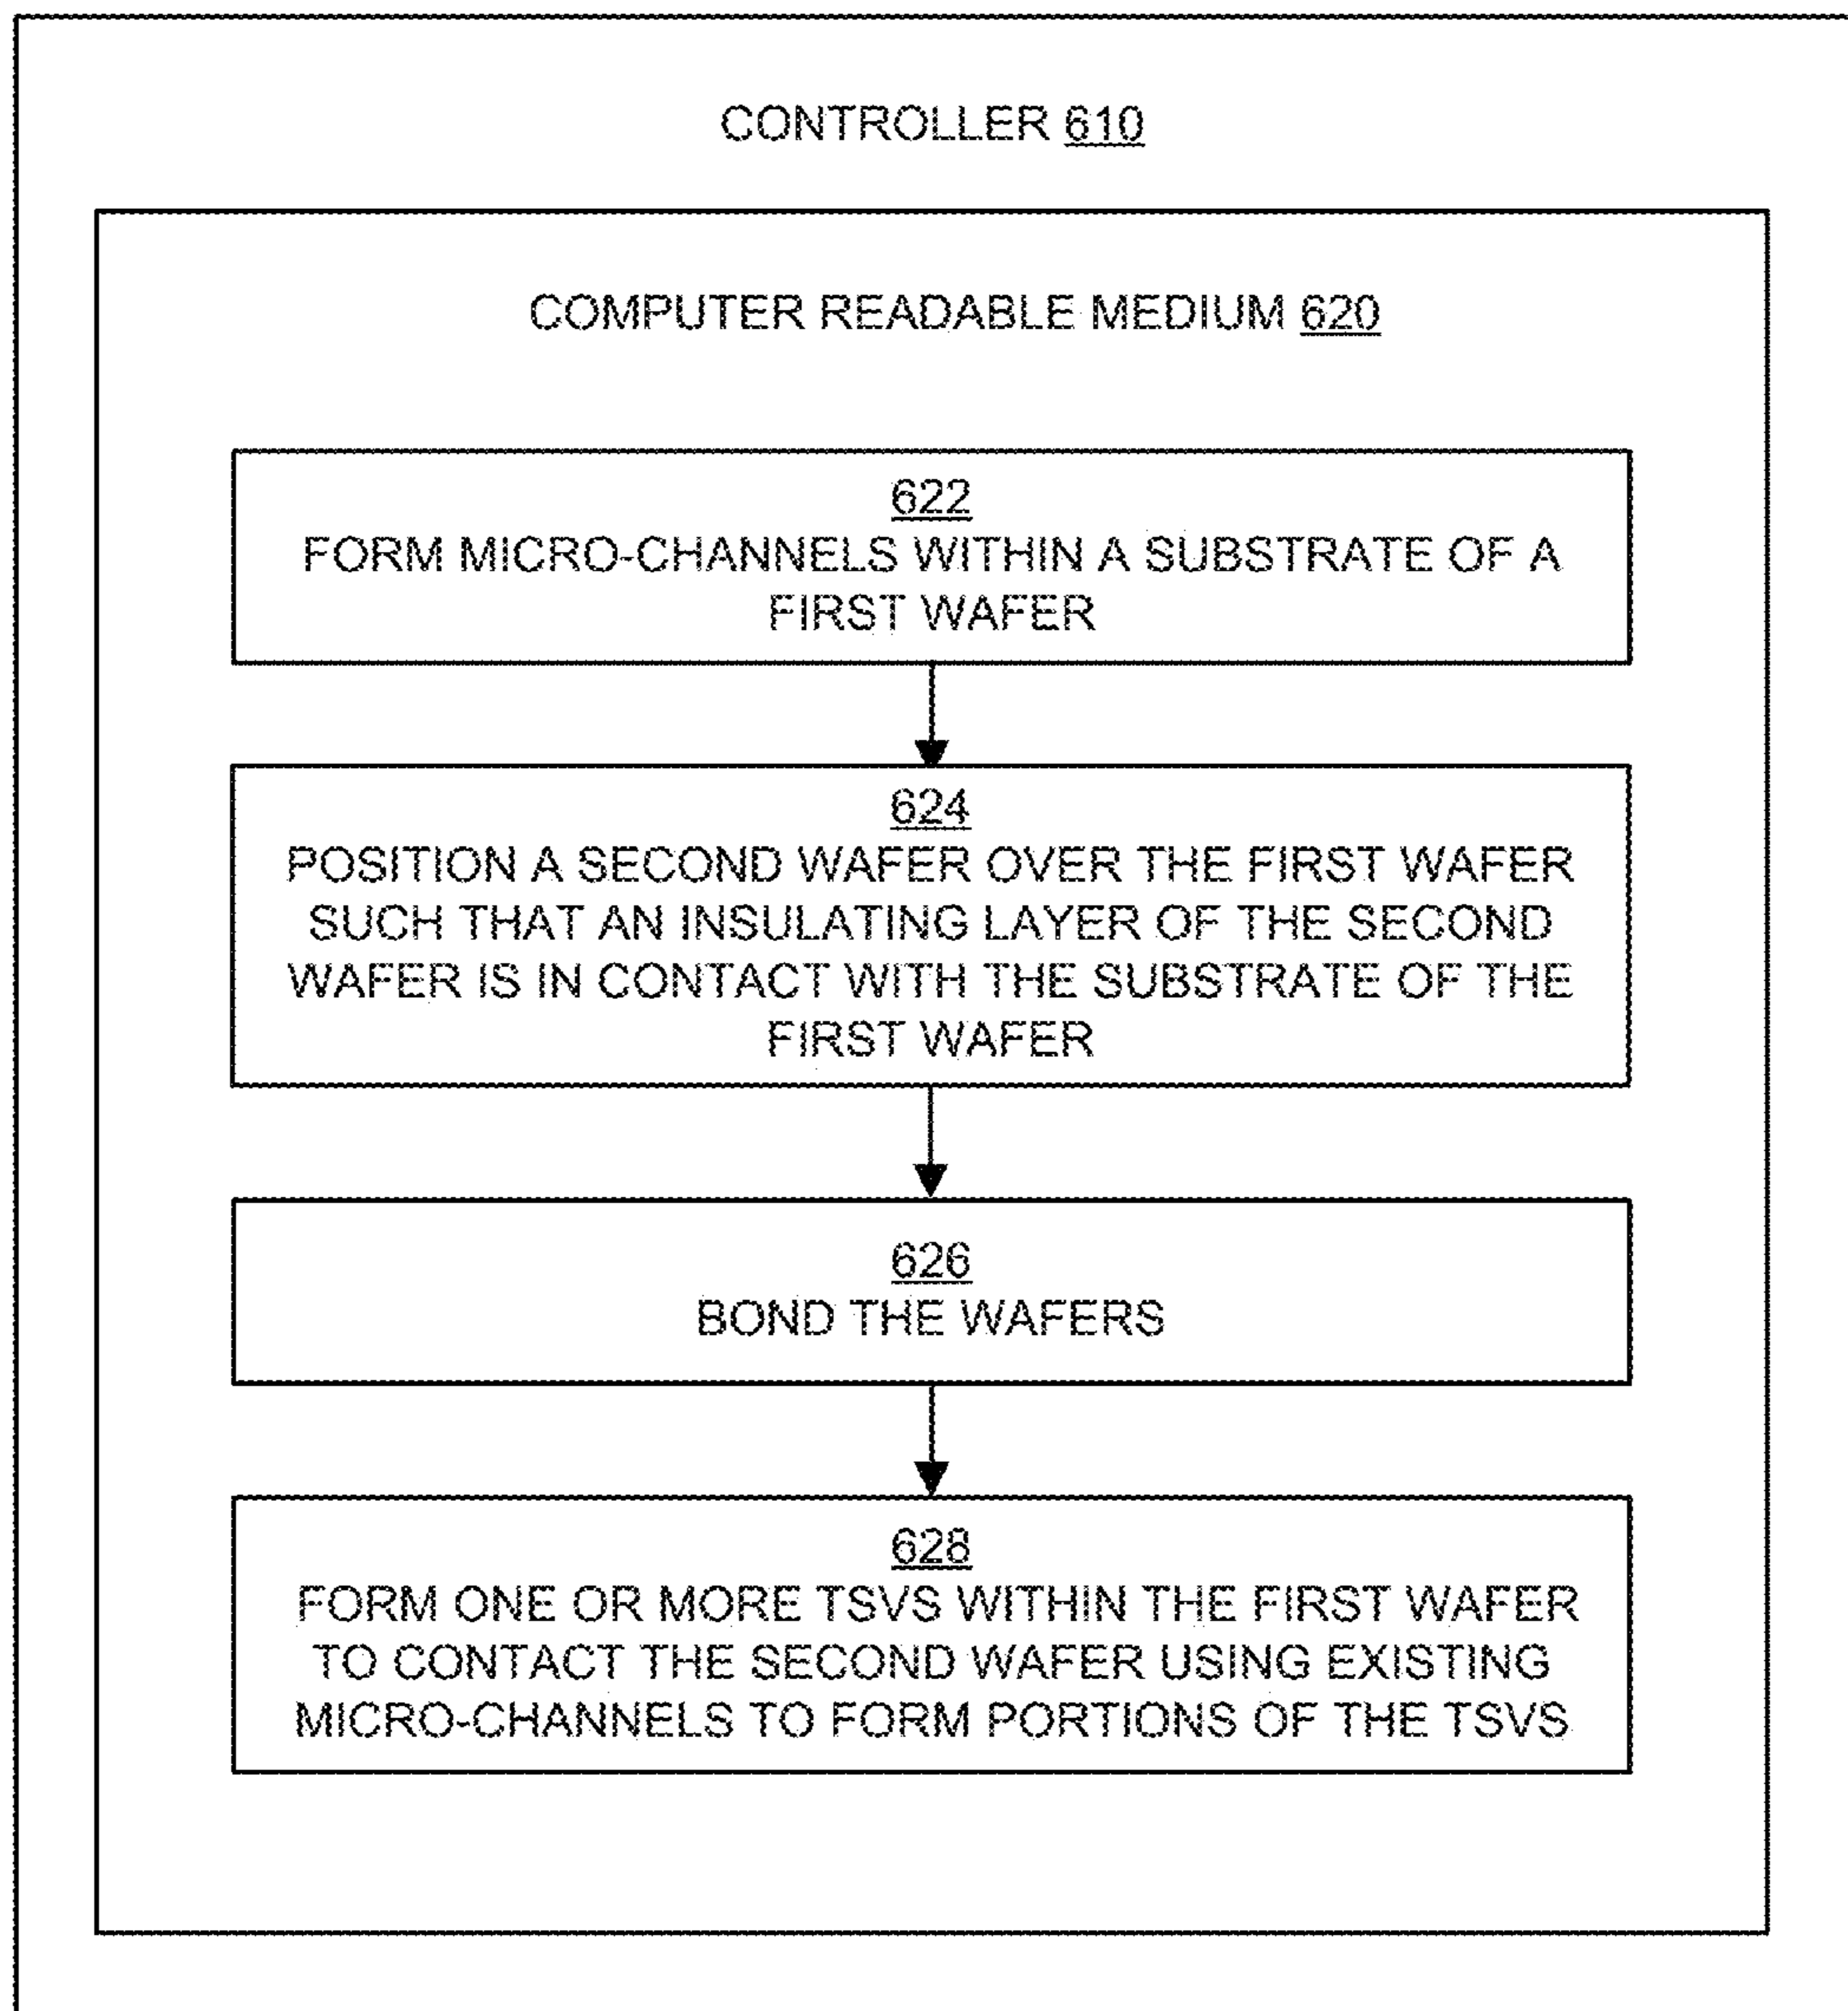 CONTROLLER 610
COMPUTER READABLE MEDIUM 620
622
FORM MICRO-CHANNELS WITHIN A SUBSTRATE OF A
FIRST WAFER
624
POSITION A SECOND WAFER OVER THE FIRST WAFER
SUCH THAT AN INSULATING LAYER OF THE SECOND
WAFER IS IN CONTACT WITH THE SUBSTRATE OF THE
FIRST WAFER
626
BOND THE WAFERS
628
FORM ONE OR MORE TSVS WITHIN THE FIRST WAFER
TO CONTACT THE SECOND WAFER USING EXISTING
MICRO-CHANNELS TO FORM PORTIONS OF THE TSVS